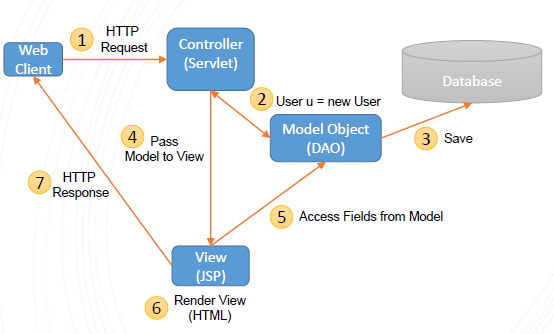 Web
Client
1
HTTP
Request
Controller
(Servlet)
Database
2
User u = new User
Model Object
(DAO)
3
Save
4
Pass
Model to View
7
HTTP
Response
5
Access Fields from Model
View
(JSP)
6
Render View
(HTML)